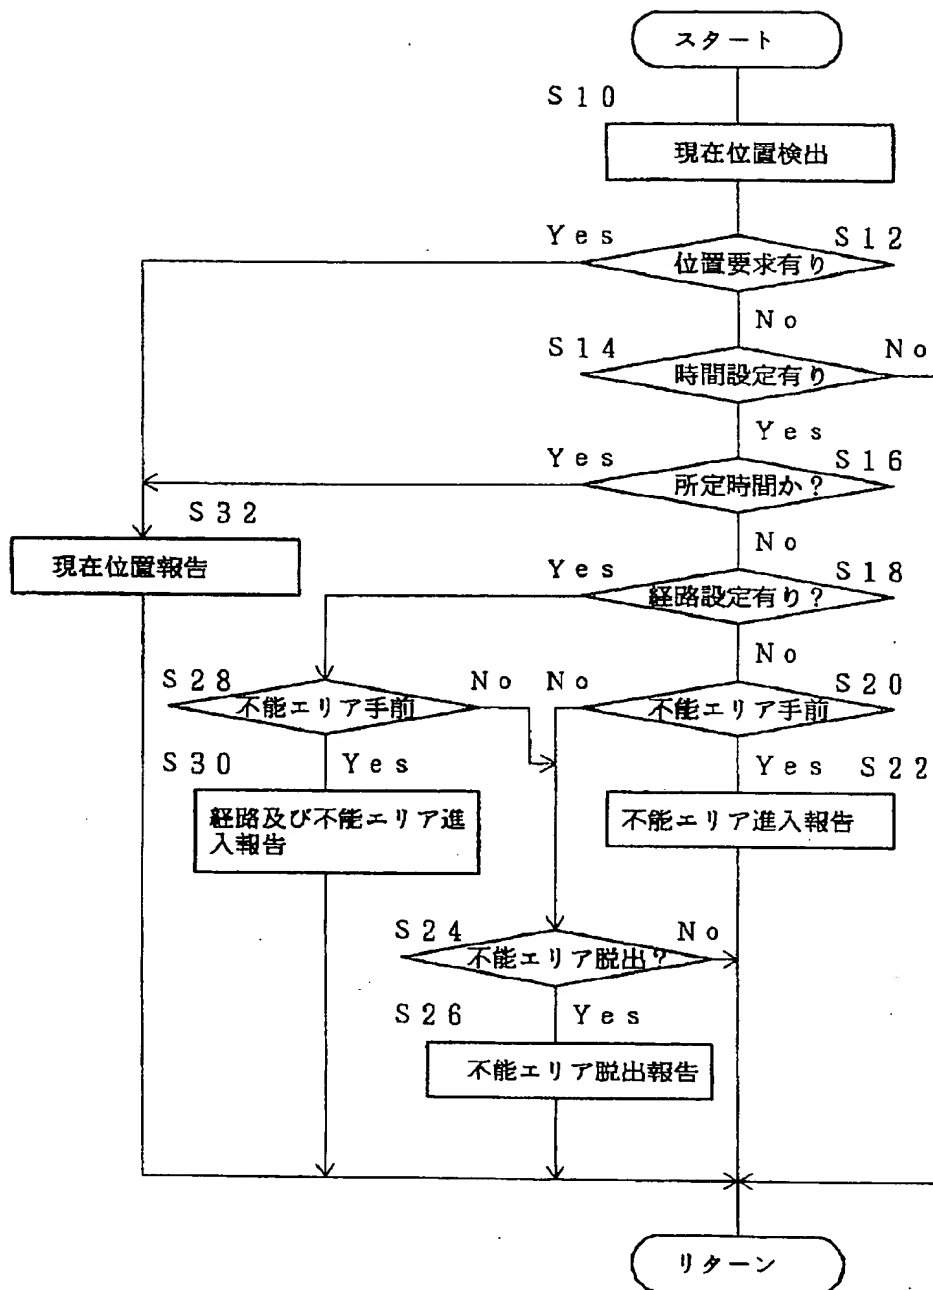 スタート
S10
現在位置検出
Yes
S12
位置要求有り
No
S14
No
時間設定有り
Yes
Yes
S16
所定時間か?
S32
No
現在位置報告
Yes
S18
経路設定有り?
No
S28
No
No
S20
不能エリア手前
不能エリア手前
S30
Yes
Yes
S22
経路及び不能エリア進
入報告
不能エリア進入報告
S24
No
不能エリア脱出?
S26
Yes
不能エリア脱出報告
リターン